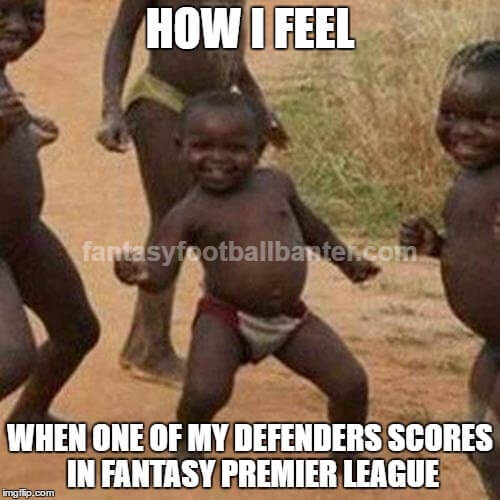 HOW I FEEL
fantasyfootballbanter.com
WHEN ONE OF MY DEFENDERS SCORES
IN FANTASY PREMIER LEAGUE
imgflip.com